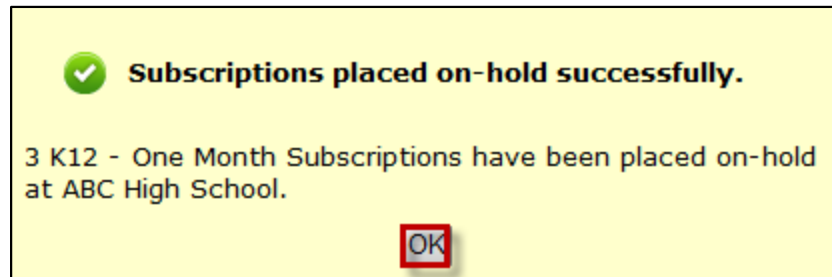 Subscriptions placed on-hold successfully.
3 K12 - One Month Subscriptions have been placed on-hold
at ABC High School.
OK